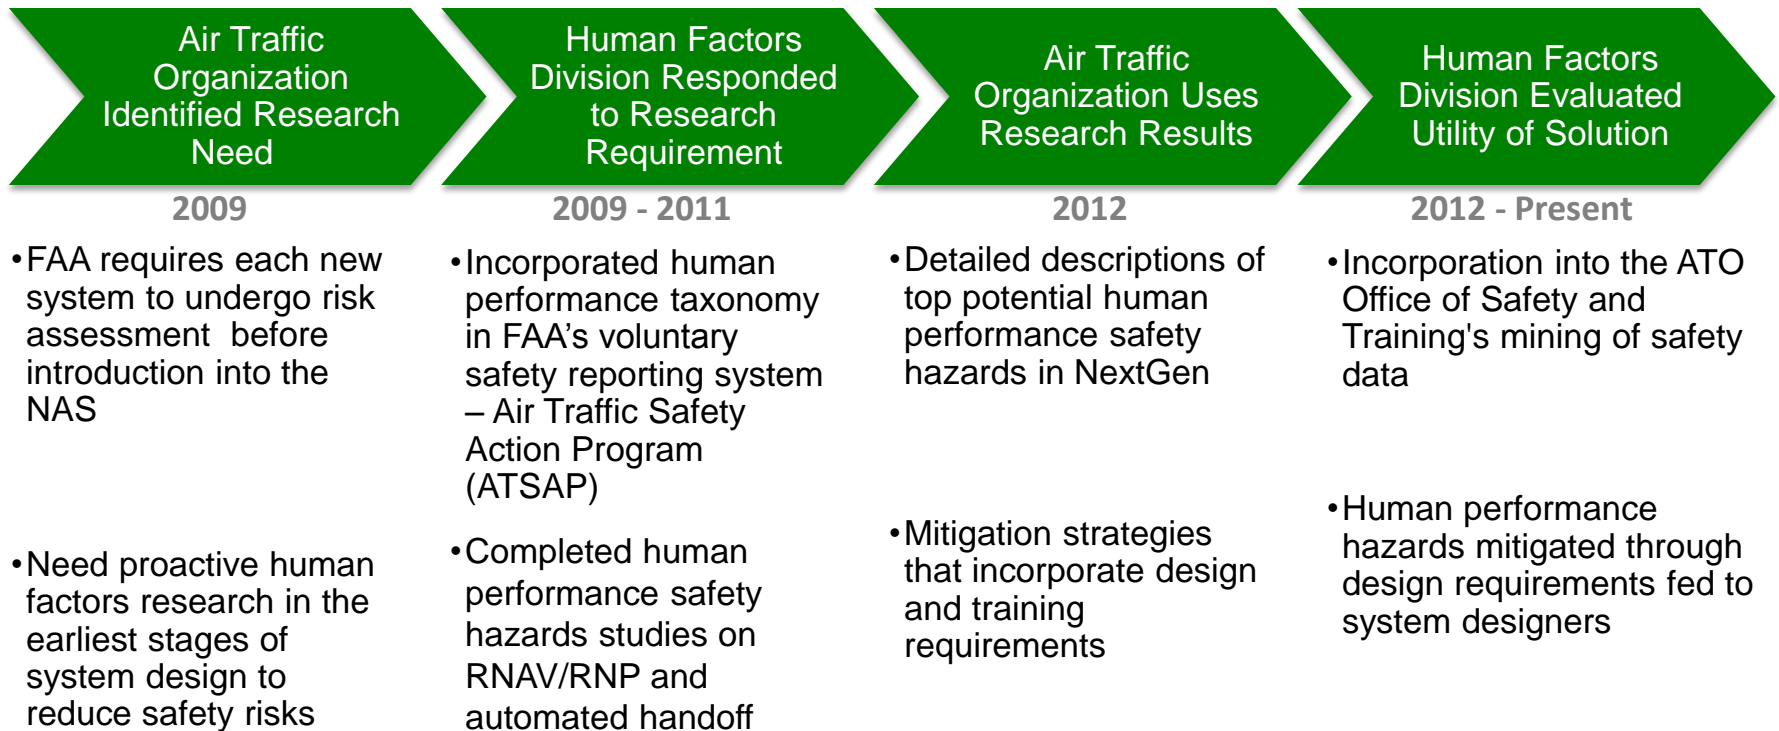 Air Traffic
Organization
Identified Research
Need
Human Factors
Division Responded
to Research
Requirement
Air Traffic
Organization Uses
Research Results
Human Factors
Division Evaluated
Utility of Solution
2009
2009 - 2011
2012
2012 - Present
•FAA requires each new
system to undergo risk
assessment  before
introduction into the
NAS
•Need proactive human
factors research in the
earliest stages of
system design to
reduce safety risks
•Incorporated human
performance taxonomy
in FAA’s voluntary
safety reporting system
– Air Traffic Safety
Action Program
(ATSAP)
•Completed human
performance safety
hazards studies on
RNAV/RNP and
automated handoff
•Detailed descriptions of
top potential human
performance safety
hazards in NextGen
•Mitigation strategies
that incorporate design
and training
requirements
•Incorporation into the ATO
Office of Safety and
Training's mining of safety
data
•Human performance
hazards mitigated through
design requirements fed to
system designers